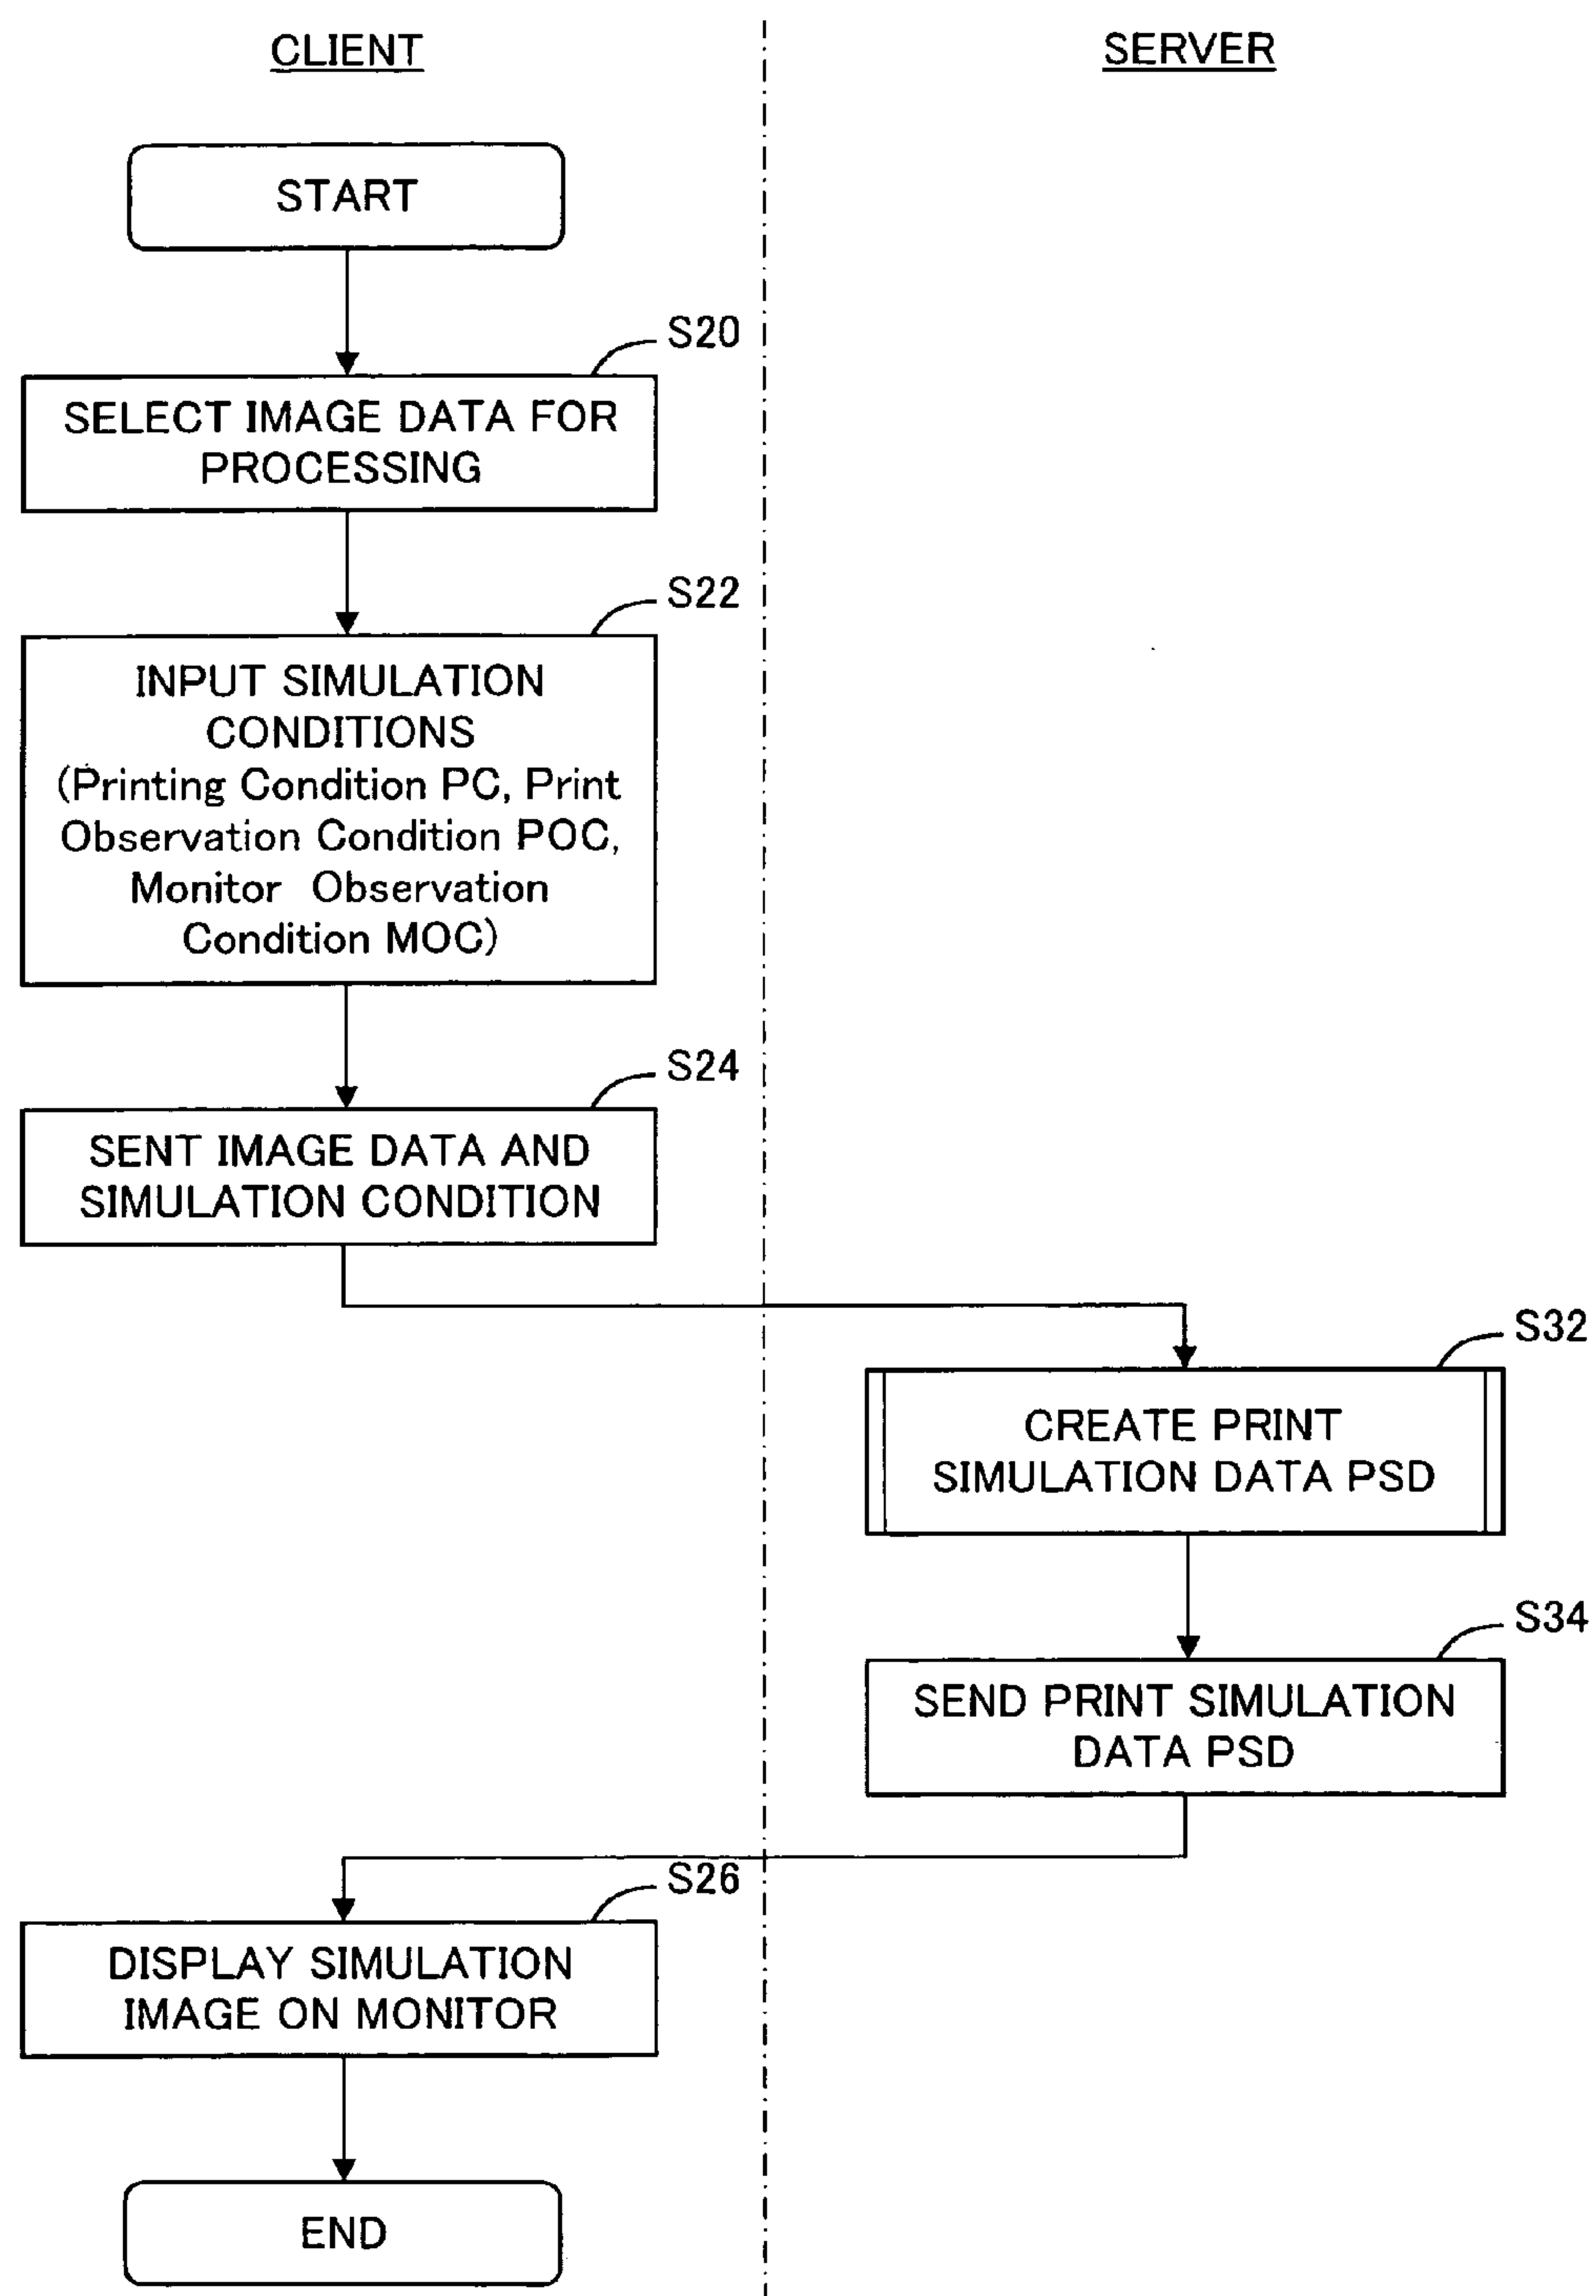 CLIENT
SERVER
START
S20
SELECT IMAGE DATA FOR
PROCESSING
S22
INPUT SIMULATION
CONDITIONS
(Printing Condition PC, Print
Observation Condition POC,
Monitor Observation
Condition MOC)
S24
SENT IMAGE DATA AND
SIMULATION CONDITION
S32
CREATE PRINT
SIMULATION DATA PSD
S34
SEND PRINT SIMULATION
DATA PSD
S26
DISPLAY SIMULATION
IMAGE ON MONITOR
END